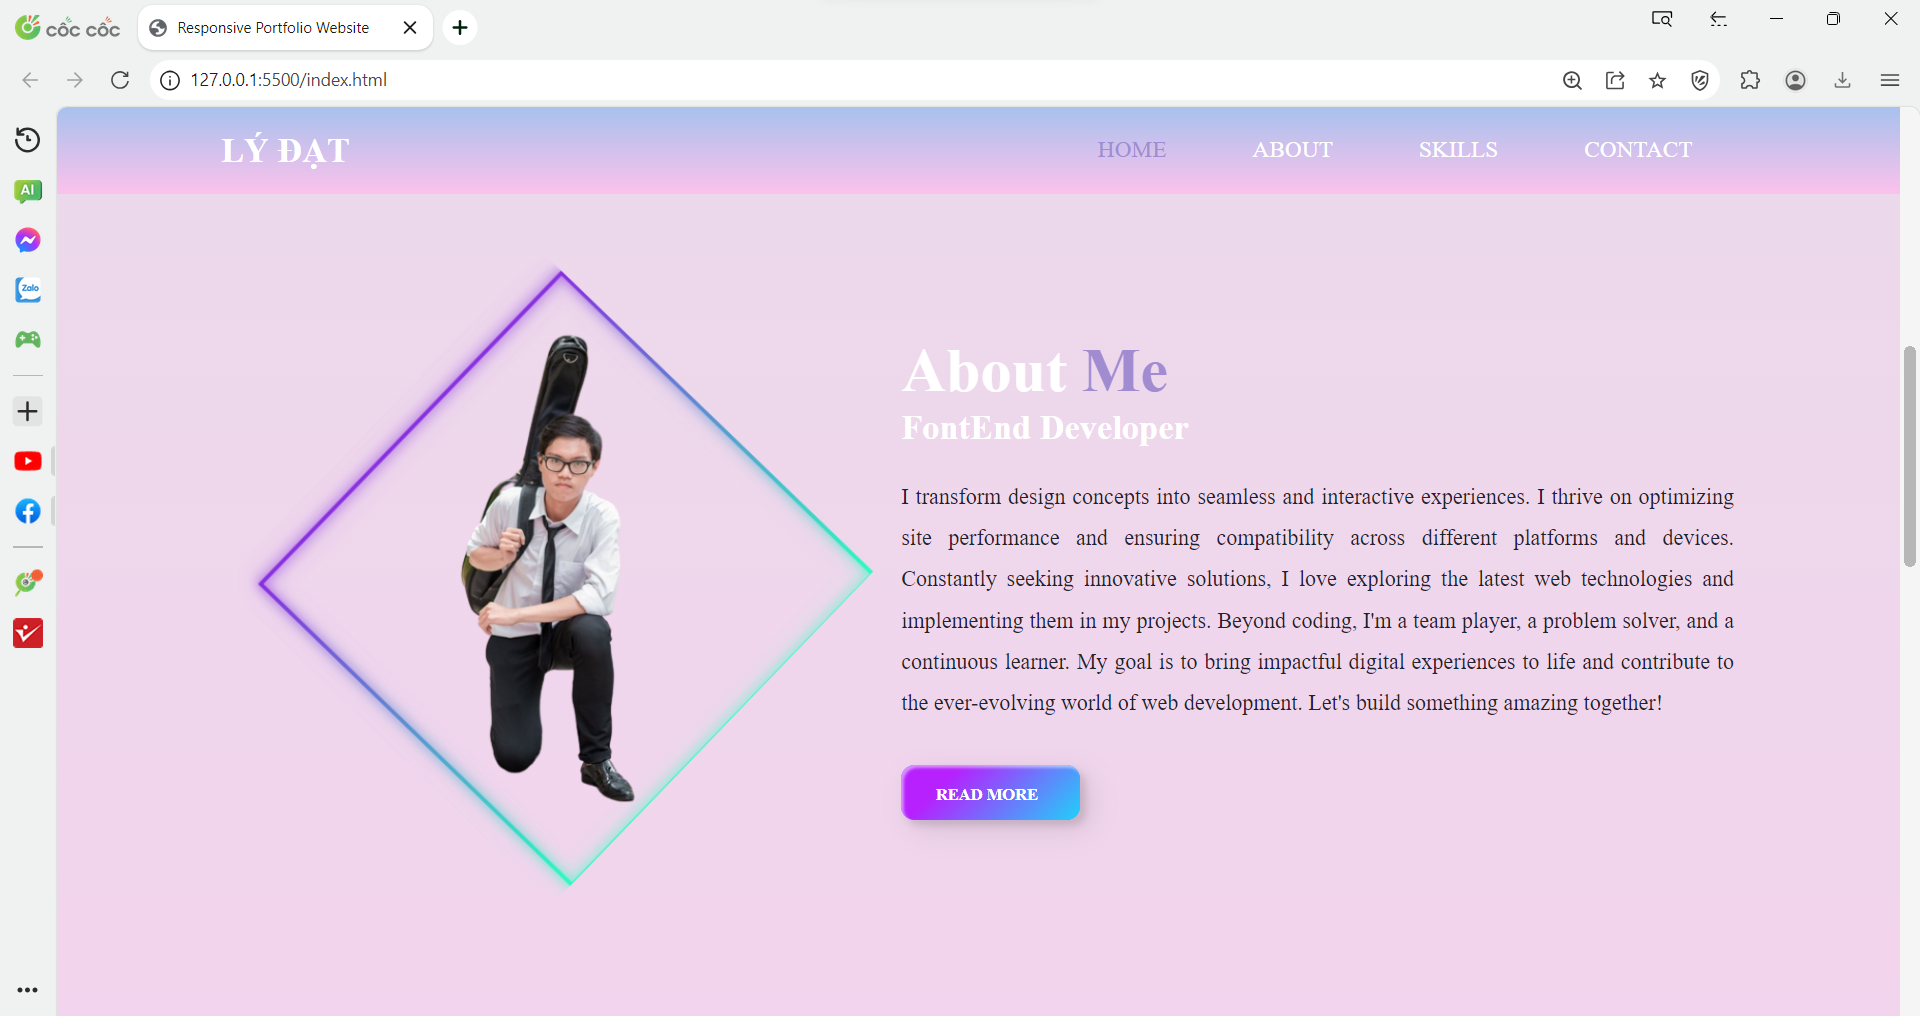 cốc cốc
Responsive Portfolio Website
127.0.0.1:5500/index.html
AI
Zalo
LÝ ĐẠT
HOME
ABOUT
SKILLS
CONTACT
About Me
FontEnd Developer
I transform design concepts into seamless and interactive experiences. I thrive on optimizing
site performance and ensuring compatibility across different platforms and devices.
Constantly seeking innovative solutions, I love exploring the latest web technologies and
implementing them in my projects. Beyond coding, I'm a team player, a problem solver, and a
continuous learner. My goal is to bring impactful digital experiences to life and contribute to
the ever-evolving world of web development. Let's build something amazing together!
READ MORE